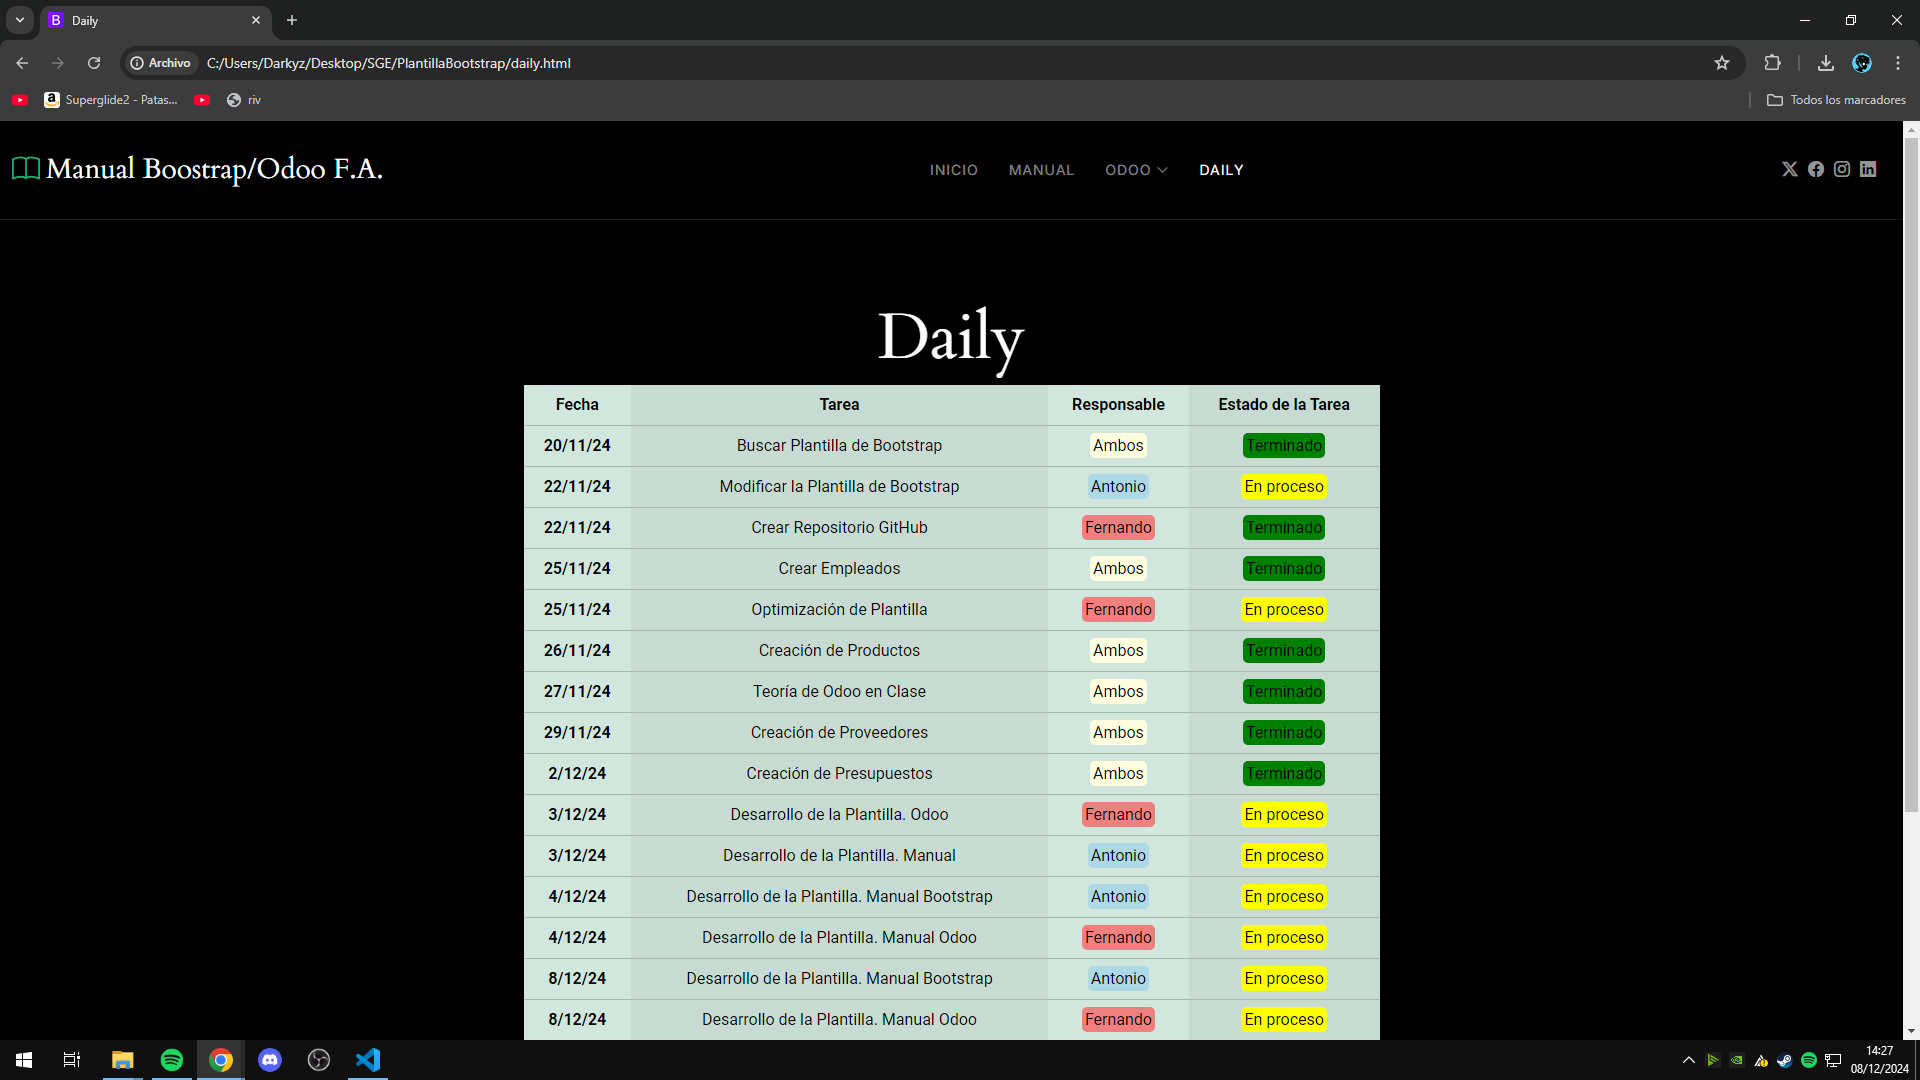 Daily
Archivo C:/Users/Darkyz/Desktop/SGE/PlantillaBootstrap/daily.html
Superglide2 - Patas... riv Todos los marcadores
Manual Boostrap/Odoo F.A. INICIO MANUAL ODOO DAILY
Daily
Fecha Tarea Responsable Estado de la Tarea
20/11/24 Buscar Plantilla de Bootstrap Ambos Terminado
22/11/24 Modificar la Plantilla de Bootstrap Antonio En proceso
22/11/24 Crear Repositorio GitHub Fernando Terminado
25/11/24 Crear Empleados Ambos Terminado
25/11/24 Optimización de Plantilla Fernando En proceso
26/11/24 Creación de Productos Ambos Terminado
27/11/24 Teoría de Odoo en Clase Ambos Terminado
29/11/24 Creación de Proveedores Ambos Terminado
2/12/24 Creación de Presupuestos Ambos Terminado
3/12/24 Desarrollo de la Plantilla. Odoo Fernando En proceso
3/12/24 Desarrollo de la Plantilla. Manual Antonio En proceso
4/12/24 Desarrollo de la Plantilla. Manual Bootstrap Antonio En proceso
4/12/24 Desarrollo de la Plantilla. Manual Odoo Fernando En proceso
8/12/24 Desarrollo de la Plantilla. Manual Bootstrap Antonio En proceso
8/12/24 Desarrollo de la Plantilla. Manual Odoo Fernando En proceso
14:27
08/12/2024